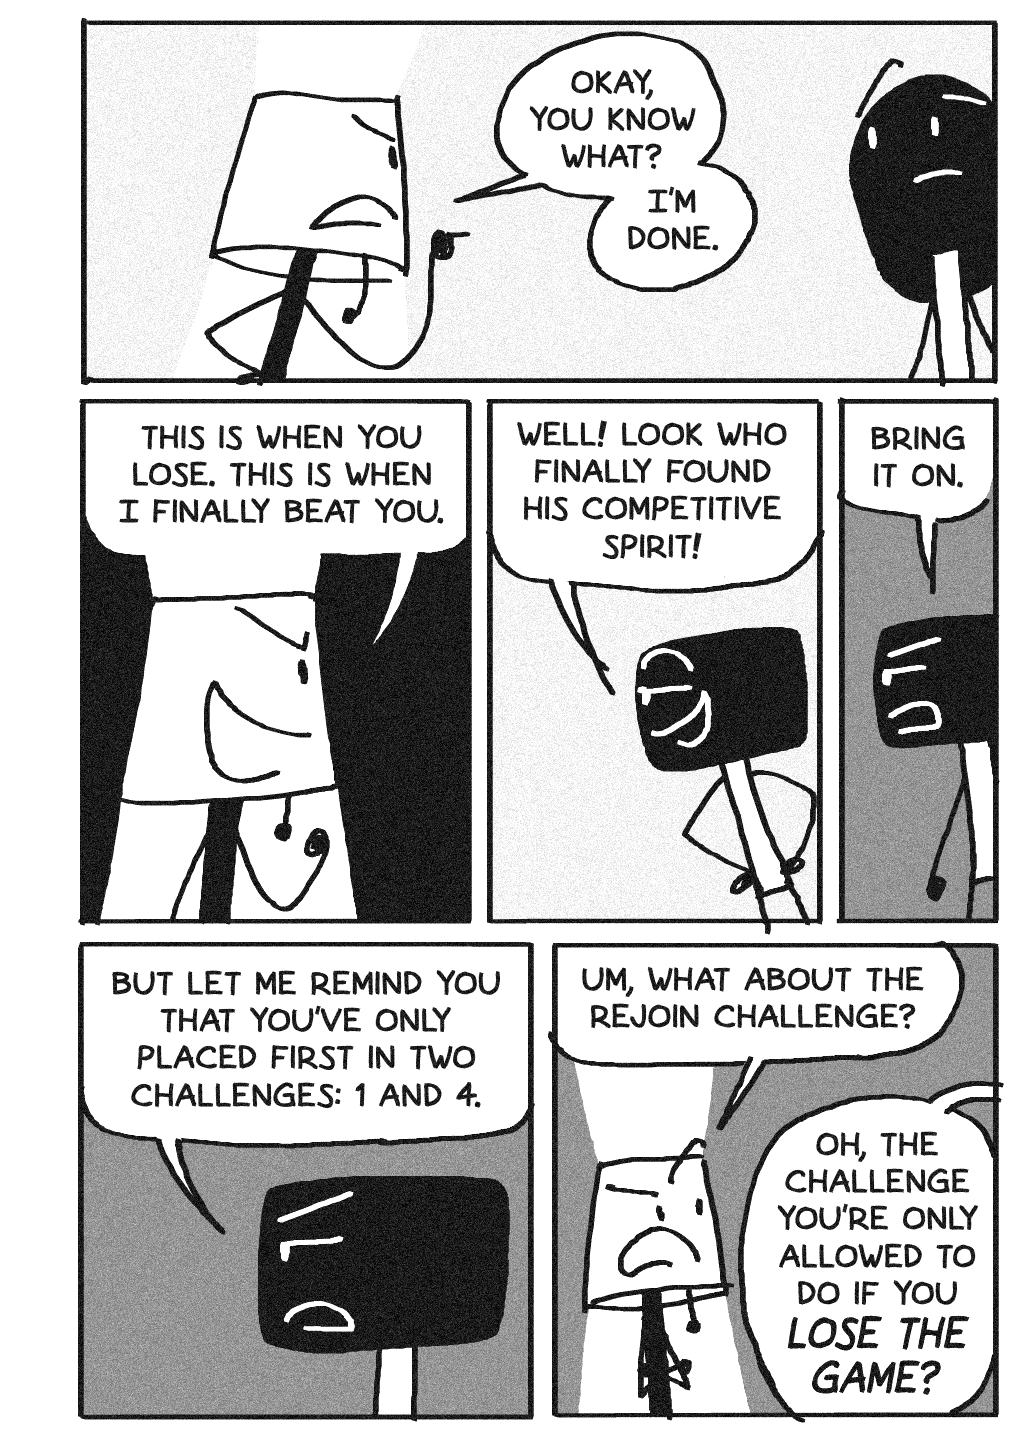 OKAY,
YOU KNOW
WHAT?
I'M
DONE.
THIS IS WHEN YOU
LOSE. THIS IS WHEN
I FINALLY BEAT YOU.
WELL! LOOK WHO
FINALLY FOUND
HIS COMPETITIVE
SPIRIT!
BRING
IT ON.
BUT LET ME REMIND YOU
THAT YOU'VE ONLY
PLACED FIRST IN TWO
CHALLENGES: 1 AND 4.
UM, WHAT ABOUT THE
REJOIN CHALLENGE?
OH, THE
CHALLENGE
YOU'RE ONLY
ALLOWED TO
DO IF YOU
LOSE THE
GAME?